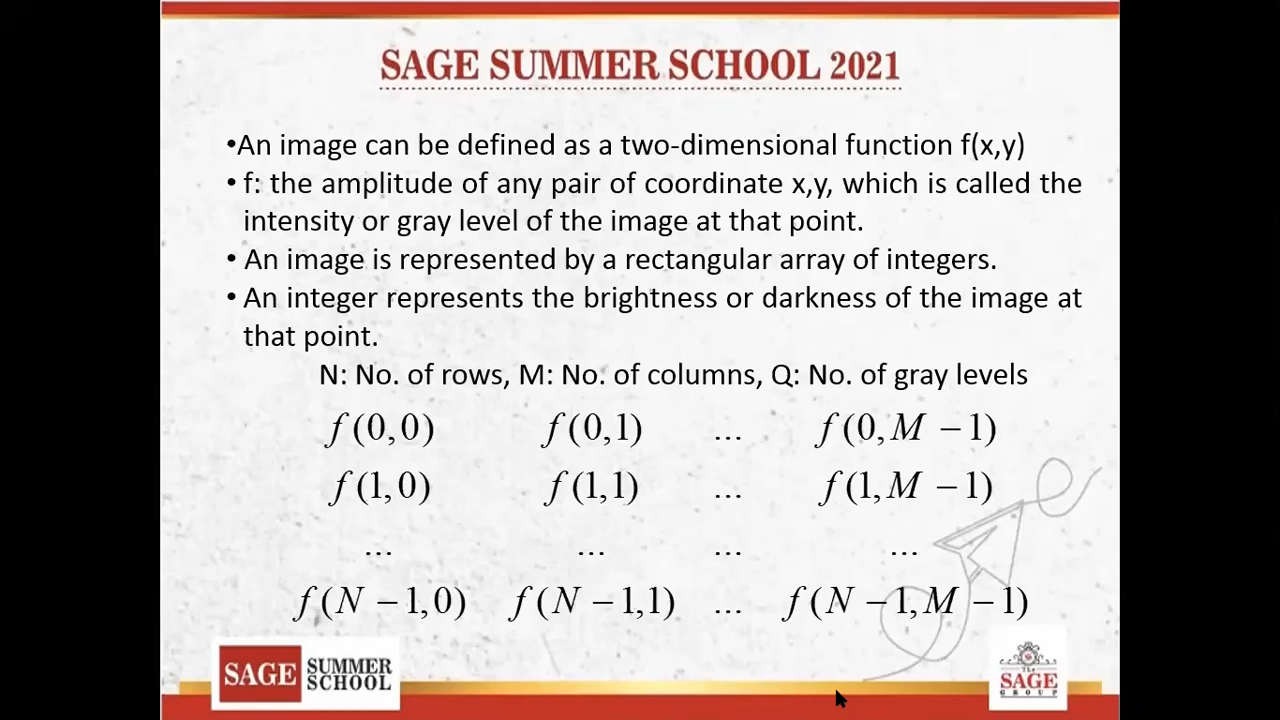 SAGE SUMMER SCHOOL 2021
•An image can be defined as a two-dimensional function f(x,y)
• f: the amplitude of any pair of coordinate x,y, which is called the
intensity or gray level of the image at that point.
• An image is represented by a rectangular array of integers.
• An integer represents the brightness or darkness of the image at
that point.
N: No. of rows, M: No. of columns, Q: No. of gray levels
f(0,0) f(0,1) ... f(0,M−1)
f(1,0) f(1,1) ... f(1,M−1)
... ... ... ...
f(N−1,0) f(N−1,1) ... f(N−1,M−1)
SAGE SUMMER
SCHOOL
The
SAGE
GROUP